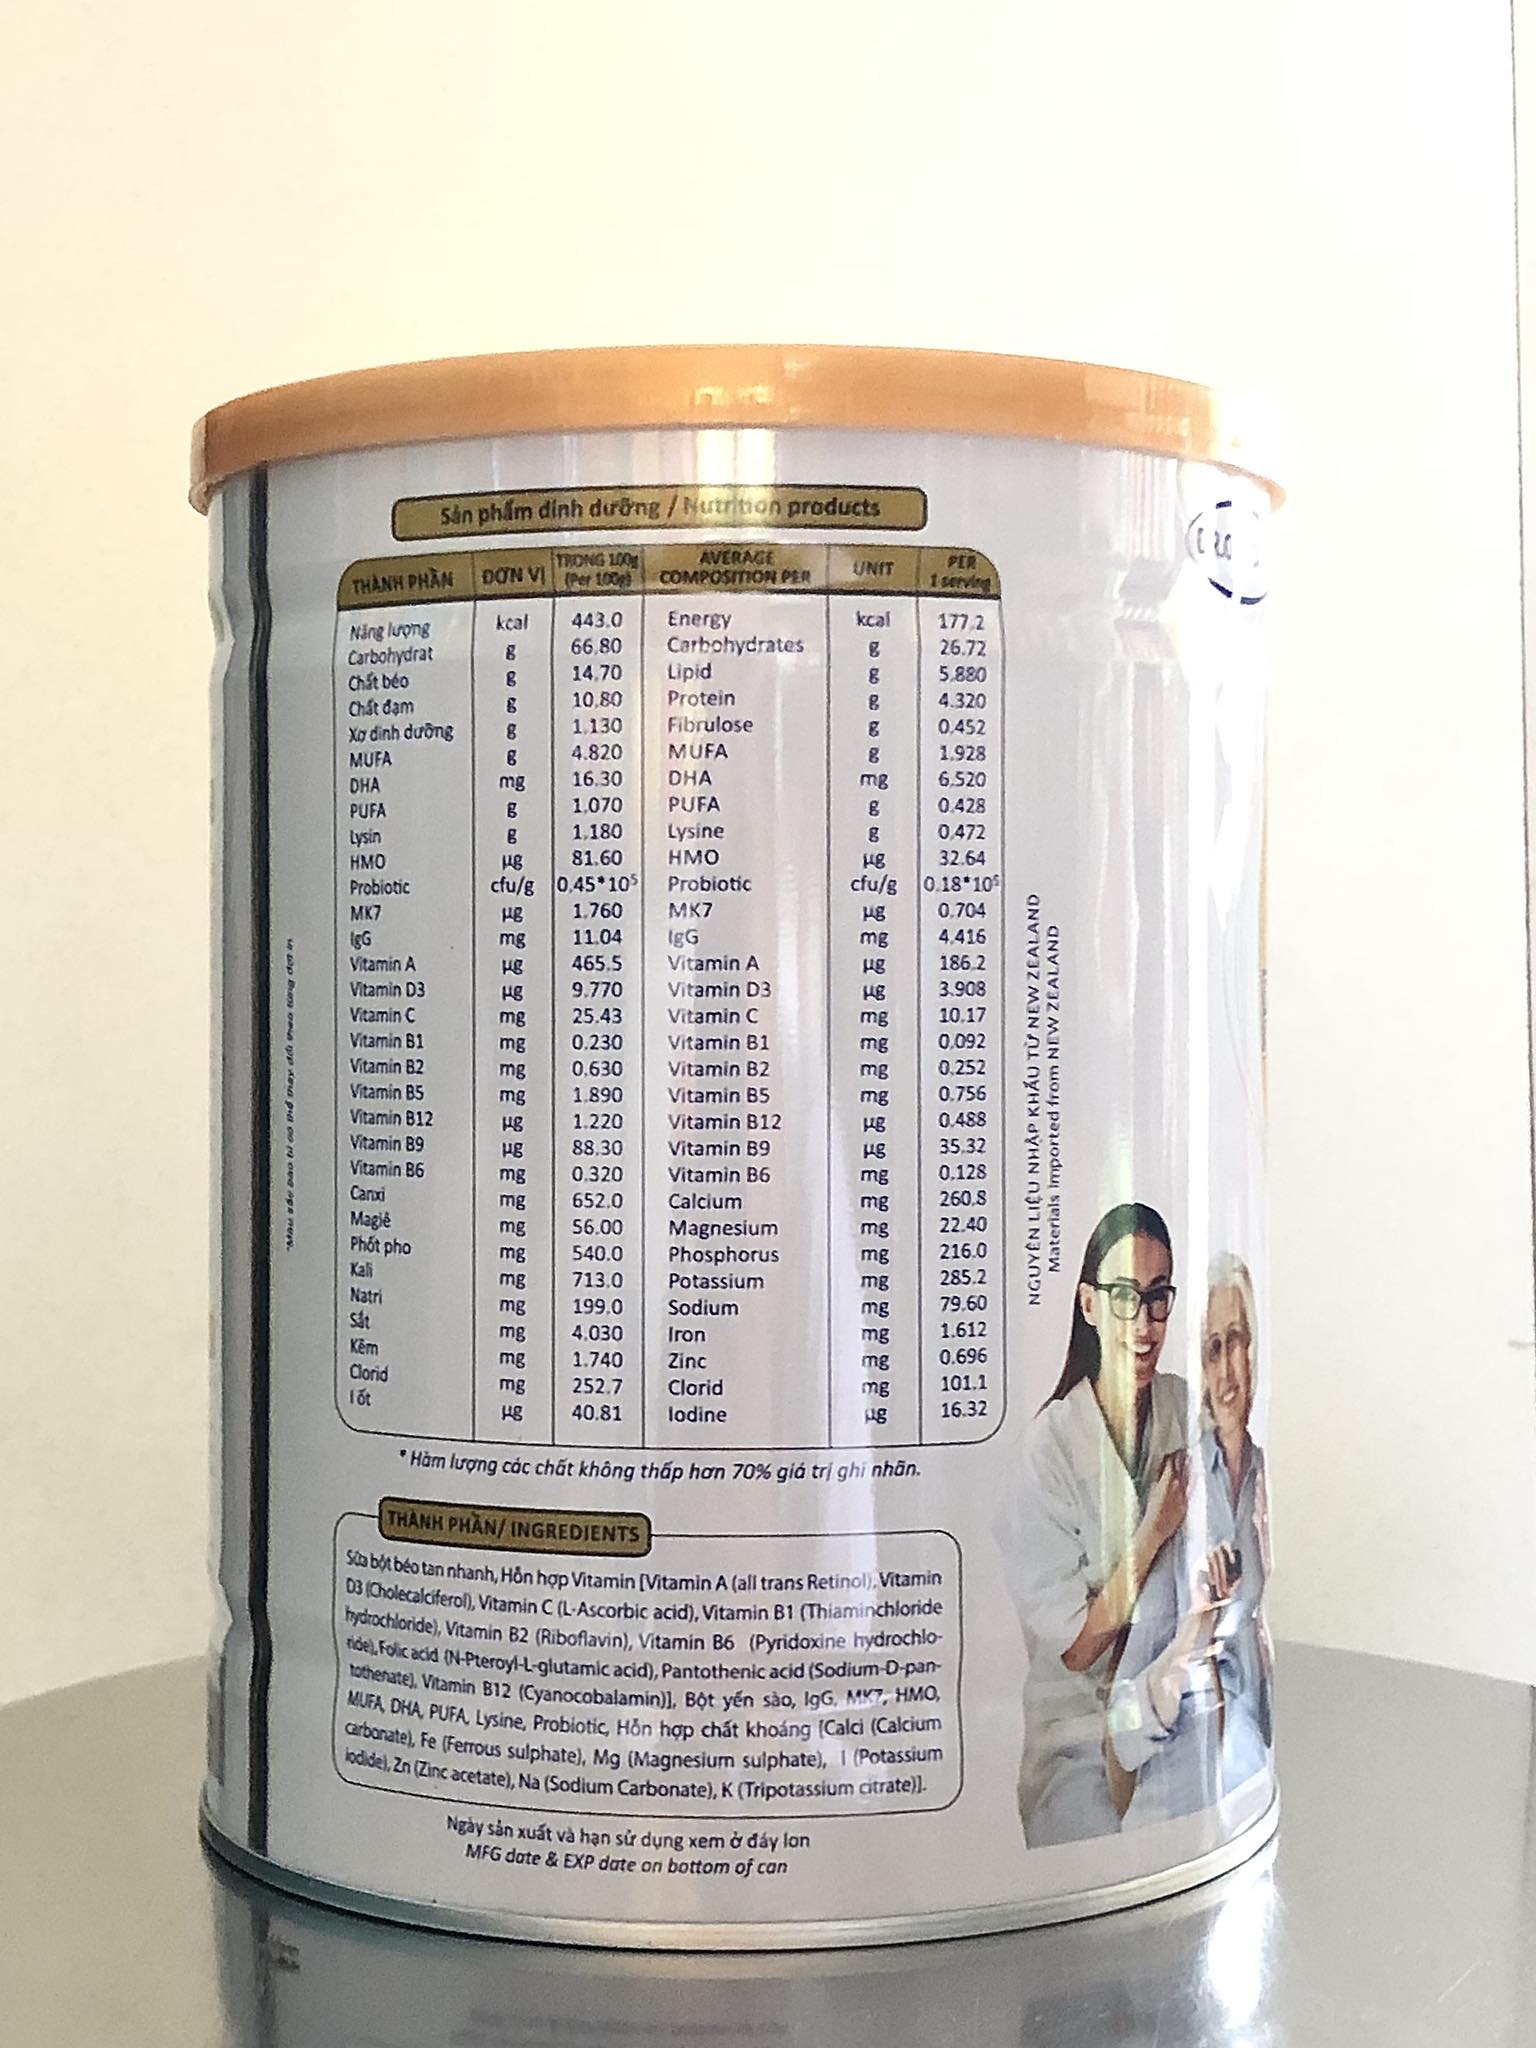 Sản phẩm dinh dưỡng / Nutrition products
THÀNH PHẦN ĐƠN VỊ TRONG 100g (Per 100g) AVERAGE COMPOSITION PER UNIT PER 1 serving
Năng lượng kcal 443.0 Energy kcal 177.2
Carbohydrat g 66.80 Carbohydrates g 26.72
Chất béo g 14.70 Lipid g 5.880
Chất đạm g 10.80 Protein g 4.320
Xơ dinh dưỡng g 1.130 Fibrulose g 0.452
MUFA g 4.820 MUFA g 1.928
DHA mg 16.30 DHA mg 6.520
PUFA g 1.070 PUFA g 0.428
Lysin g 1.180 Lysine g 0.472
HMO µg 81.60 HMO µg 32.64
Probiotic cfu/g 0.45*10⁵ Probiotic cfu/g 0.18*10⁵
MK7 µg 1.760 MK7 µg 0.704
IgG mg 11.04 IgG mg 4.416
Vitamin A µg 465.5 Vitamin A µg 186.2
Vitamin D3 µg 9.770 Vitamin D3 µg 3.908
Vitamin C mg 25.43 Vitamin C mg 10.17
Vitamin B1 mg 0.230 Vitamin B1 mg 0.092
Vitamin B2 mg 0.630 Vitamin B2 mg 0.252
Vitamin B5 mg 1.890 Vitamin B5 mg 0.756
Vitamin B12 µg 1.220 Vitamin B12 µg 0.488
Vitamin B9 µg 88.30 Vitamin B9 µg 35.32
Vitamin B6 mg 0.320 Vitamin B6 mg 0.128
Canxi mg 652.0 Calcium mg 260.8
Magiê mg 56.00 Magnesium mg 22.40
Phốt pho mg 540.0 Phosphorus mg 216.0
Kali mg 713.0 Potassium mg 285.2
Natri mg 199.0 Sodium mg 79.60
Sắt mg 4.030 Iron mg 1.612
Kẽm mg 1.740 Zinc mg 0.696
Clorid mg 252.7 Clorid mg 101.1
I ốt µg 40.81 Iodine µg 16.32
* Hàm lượng các chất không thấp hơn 70% giá trị ghi nhãn.
THÀNH PHẦN/ INGREDIENTS
Sữa bột béo tan nhanh, Hỗn hợp Vitamin [Vitamin A (all trans Retinol), Vitamin
D3 (Cholecalciferol), Vitamin C (L-Ascorbic acid), Vitamin B1 (Thiaminchloride
hydrochloride), Vitamin B2 (Riboflavin), Vitamin B6 (Pyridoxine hydrochlo-
ride), Folic acid (N-Pteroyl-L-glutamic acid), Pantothenic acid (Sodium-D-pan-
tothenate), Vitamin B12 (Cyanocobalamin)], Bột yến sào, IgG, MK7, HMO,
MUFA, DHA, PUFA, Lysine, Probiotic, Hỗn hợp chất khoáng [Calci (Calcium
carbonate), Fe (Ferrous sulphate), Mg (Magnesium sulphate), I (Potassium
iodide), Zn (Zinc acetate), Na (Sodium Carbonate), K (Tripotassium citrate)].
Ngày sản xuất và hạn sử dụng xem ở đáy lon
MFG date & EXP date on bottom of can
*Màu sắc bao bì có thể thay đổi theo từng đợt in
NGUYÊN LIỆU NHẬP KHẨU TỪ NEW ZEALAND
Materials imported from NEW ZEALAND